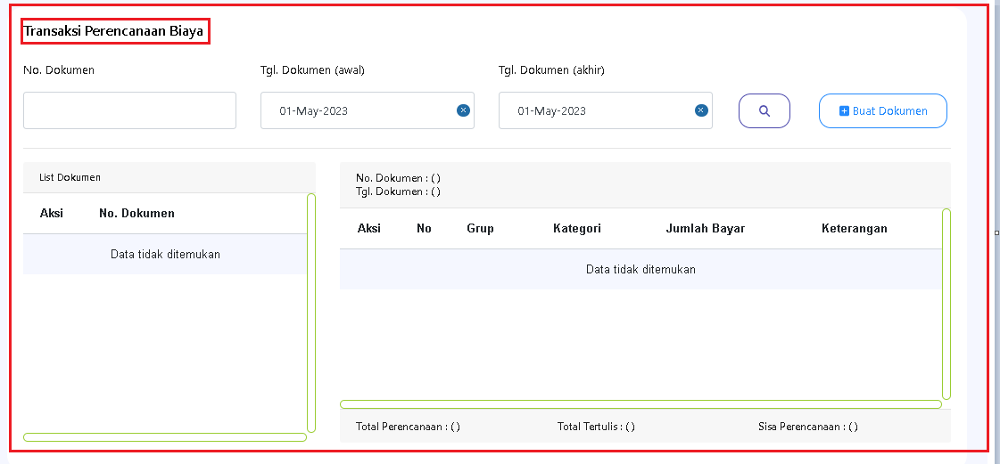 Transaksi Perencanaan Biaya
No. Dokumen
Tgl. Dokumen (awal)
Tgl. Dokumen (akhir)
01-May-2023
01-May-2023
Buat Dokumen
List Dokumen
Aksi No. Dokumen
Data tidak ditemukan
No. Dokumen : ( )
Tgl. Dokumen : ( )
Aksi No Grup Kategori Jumlah Bayar Keterangan
Data tidak ditemukan
Total Perencanaan : ( ) Total Tertulis : ( ) Sisa Perencanaan : ( )